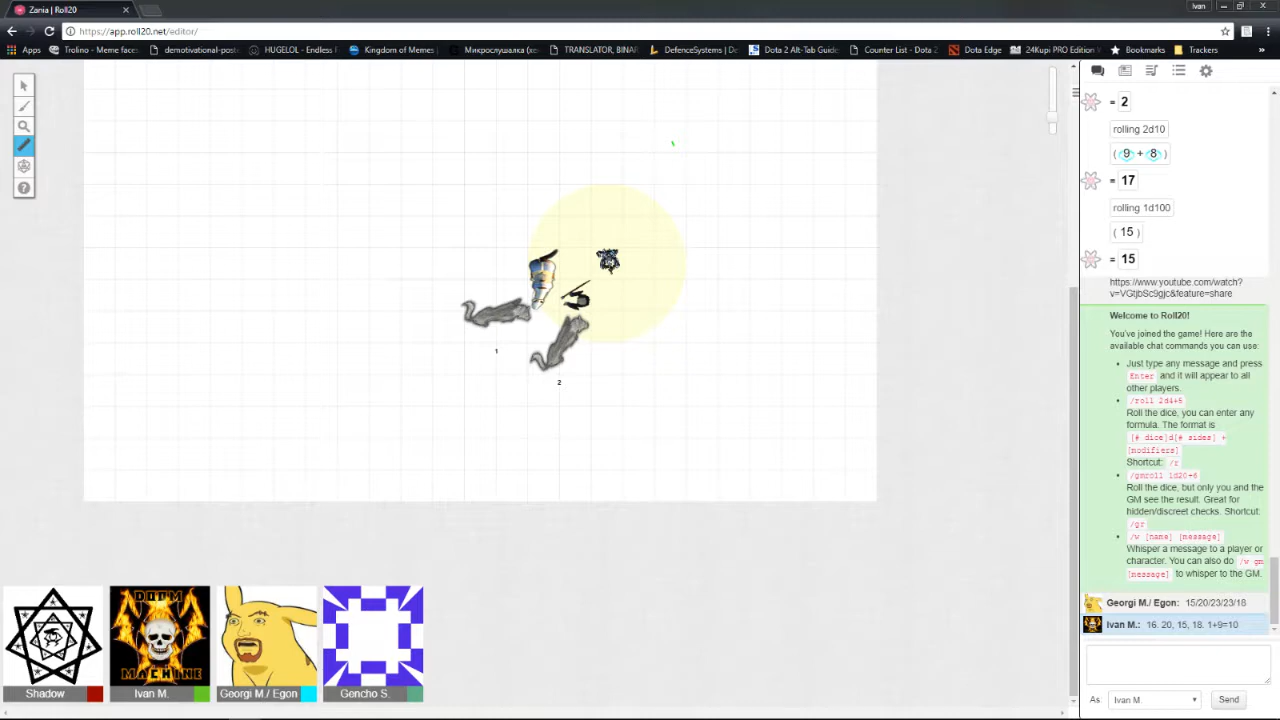 Zania | Roll20
Ivan
https://app.roll20.net/editor/
Apps
Trolino - Meme face
demotivational-poste
HUGELOL - Endless F
Kingdom of Memes |
Микрослушалка (кс
TRANSLATOR, BINAR
DefenceSystems | De
Dota 2 Alt-Tab Guide
Counter List - Dota 2
Dota Edge
24Kupi PRO Edition V
Bookmarks
Trackers
»
= 2
rolling 2d10
( 9 + 8 )
= 17
rolling 1d100
( 15 )
= 15
https://www.youtube.com/watch?
v=VGtjbSc9gjc&feature=share
Welcome to Roll20!
You've joined the game! Here are the
available chat commands you can use:
Just type any message and press
Enter and it will appear to all
other players.
/roll 2d4+5
Roll the dice, you can enter any
formula. The format is
[# dice]d[# sides] +
[modifiers]
Shortcut: /r
/gmroll 1d20+6
Roll the dice, but only you and the
GM see the result. Great for
hidden/discreet checks. Shortcut:
/gr
/w [name] [message]
Whisper a message to a player or
character. You can also do /w gm
[message] to whisper to the GM.
Georgi M./ Egon: 15/20/23/23/18
Ivan M.: 16. 20, 15, 18. 1+9=10
As Ivan M. Send
1
2
DOOM
MACHINE
Shadow
Ivan M.
Georgi M / Egon
Gencho S.